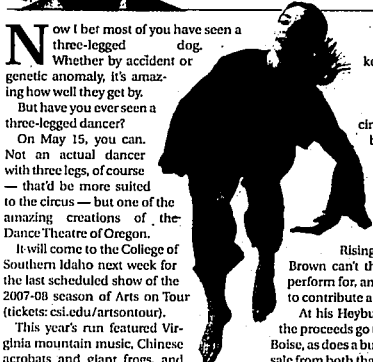 Now I bet most of you have seen a
three-legged dog.
Whether by accident or
genetic anomaly, it's amaz-
ing how well they get by.
But have you ever seen a
three-legged dancer?
On May 15, you can.
Not an actual dancer
with three legs, of course
— that'd be more suited
to the circus — but one of the
amazing creations of the
Dance Theatre of Oregon.
It will come to the College of
Southern Idaho next week for
the last scheduled show of the
2007-08 season of Arts on Tour
(tickets: csi.edu/artsontour).
This year's run featured Vir-
ginia mountain music, Chinese
acrobats and giant frogs, and
Rising
Brown can't th
perform for, an
to contribute a
At his Heybu
the proceeds go
Boise, as does a bu
sale from both tha